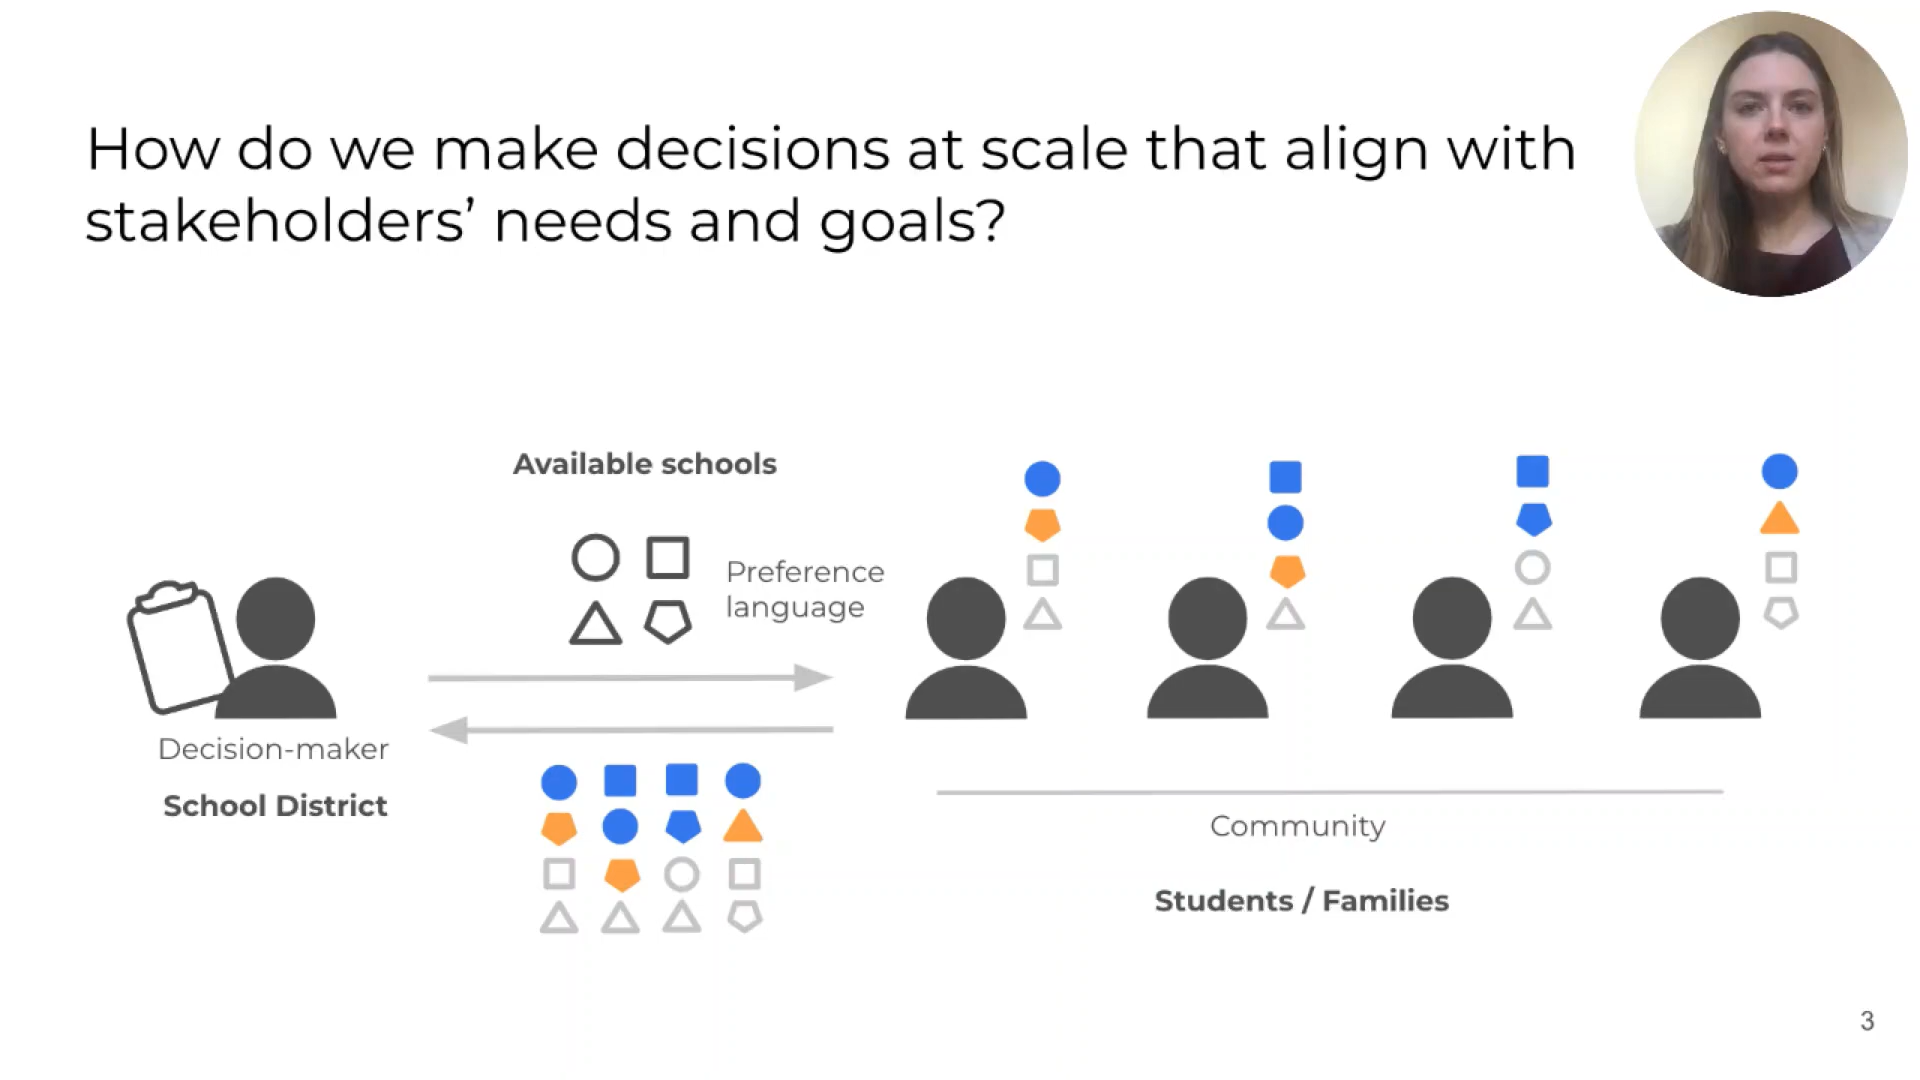 How do we make decisions at scale that align with
stakeholders’ needs and goals?
Available schools
Preference
language
Decision-maker
School District
Community
Students / Families
3